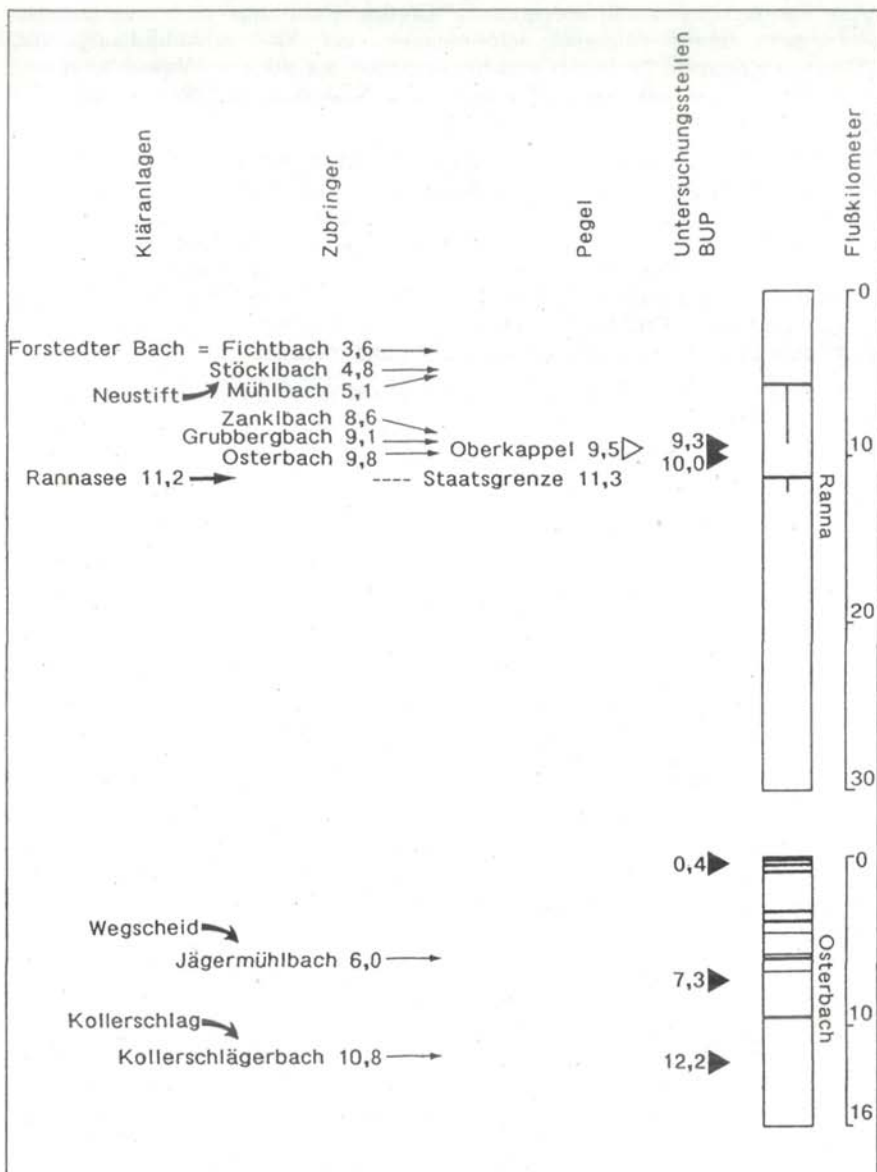 Kläranlagen
Zubringer
Pegel
Untersuchungsstellen
BUP
Flußkilometer
0
Forstedter Bach = Fichtbach 3,6
Stöcklbach 4,8
Neustift
Mühlbach 5,1
Zanklbach 8,6
Grubbergbach 9,1
Osterbach 9,8
Oberkappel 9,5
9,3
10,0
10
Rannasee 11,2
Staatsgrenze 11,3
Ranna
20
30
0
0,4
Wegscheid
Jägermühlbach 6,0
7,3
Osterbach
10
Kollerschlag
Kollerschlägerbach 10,8
12,2
16